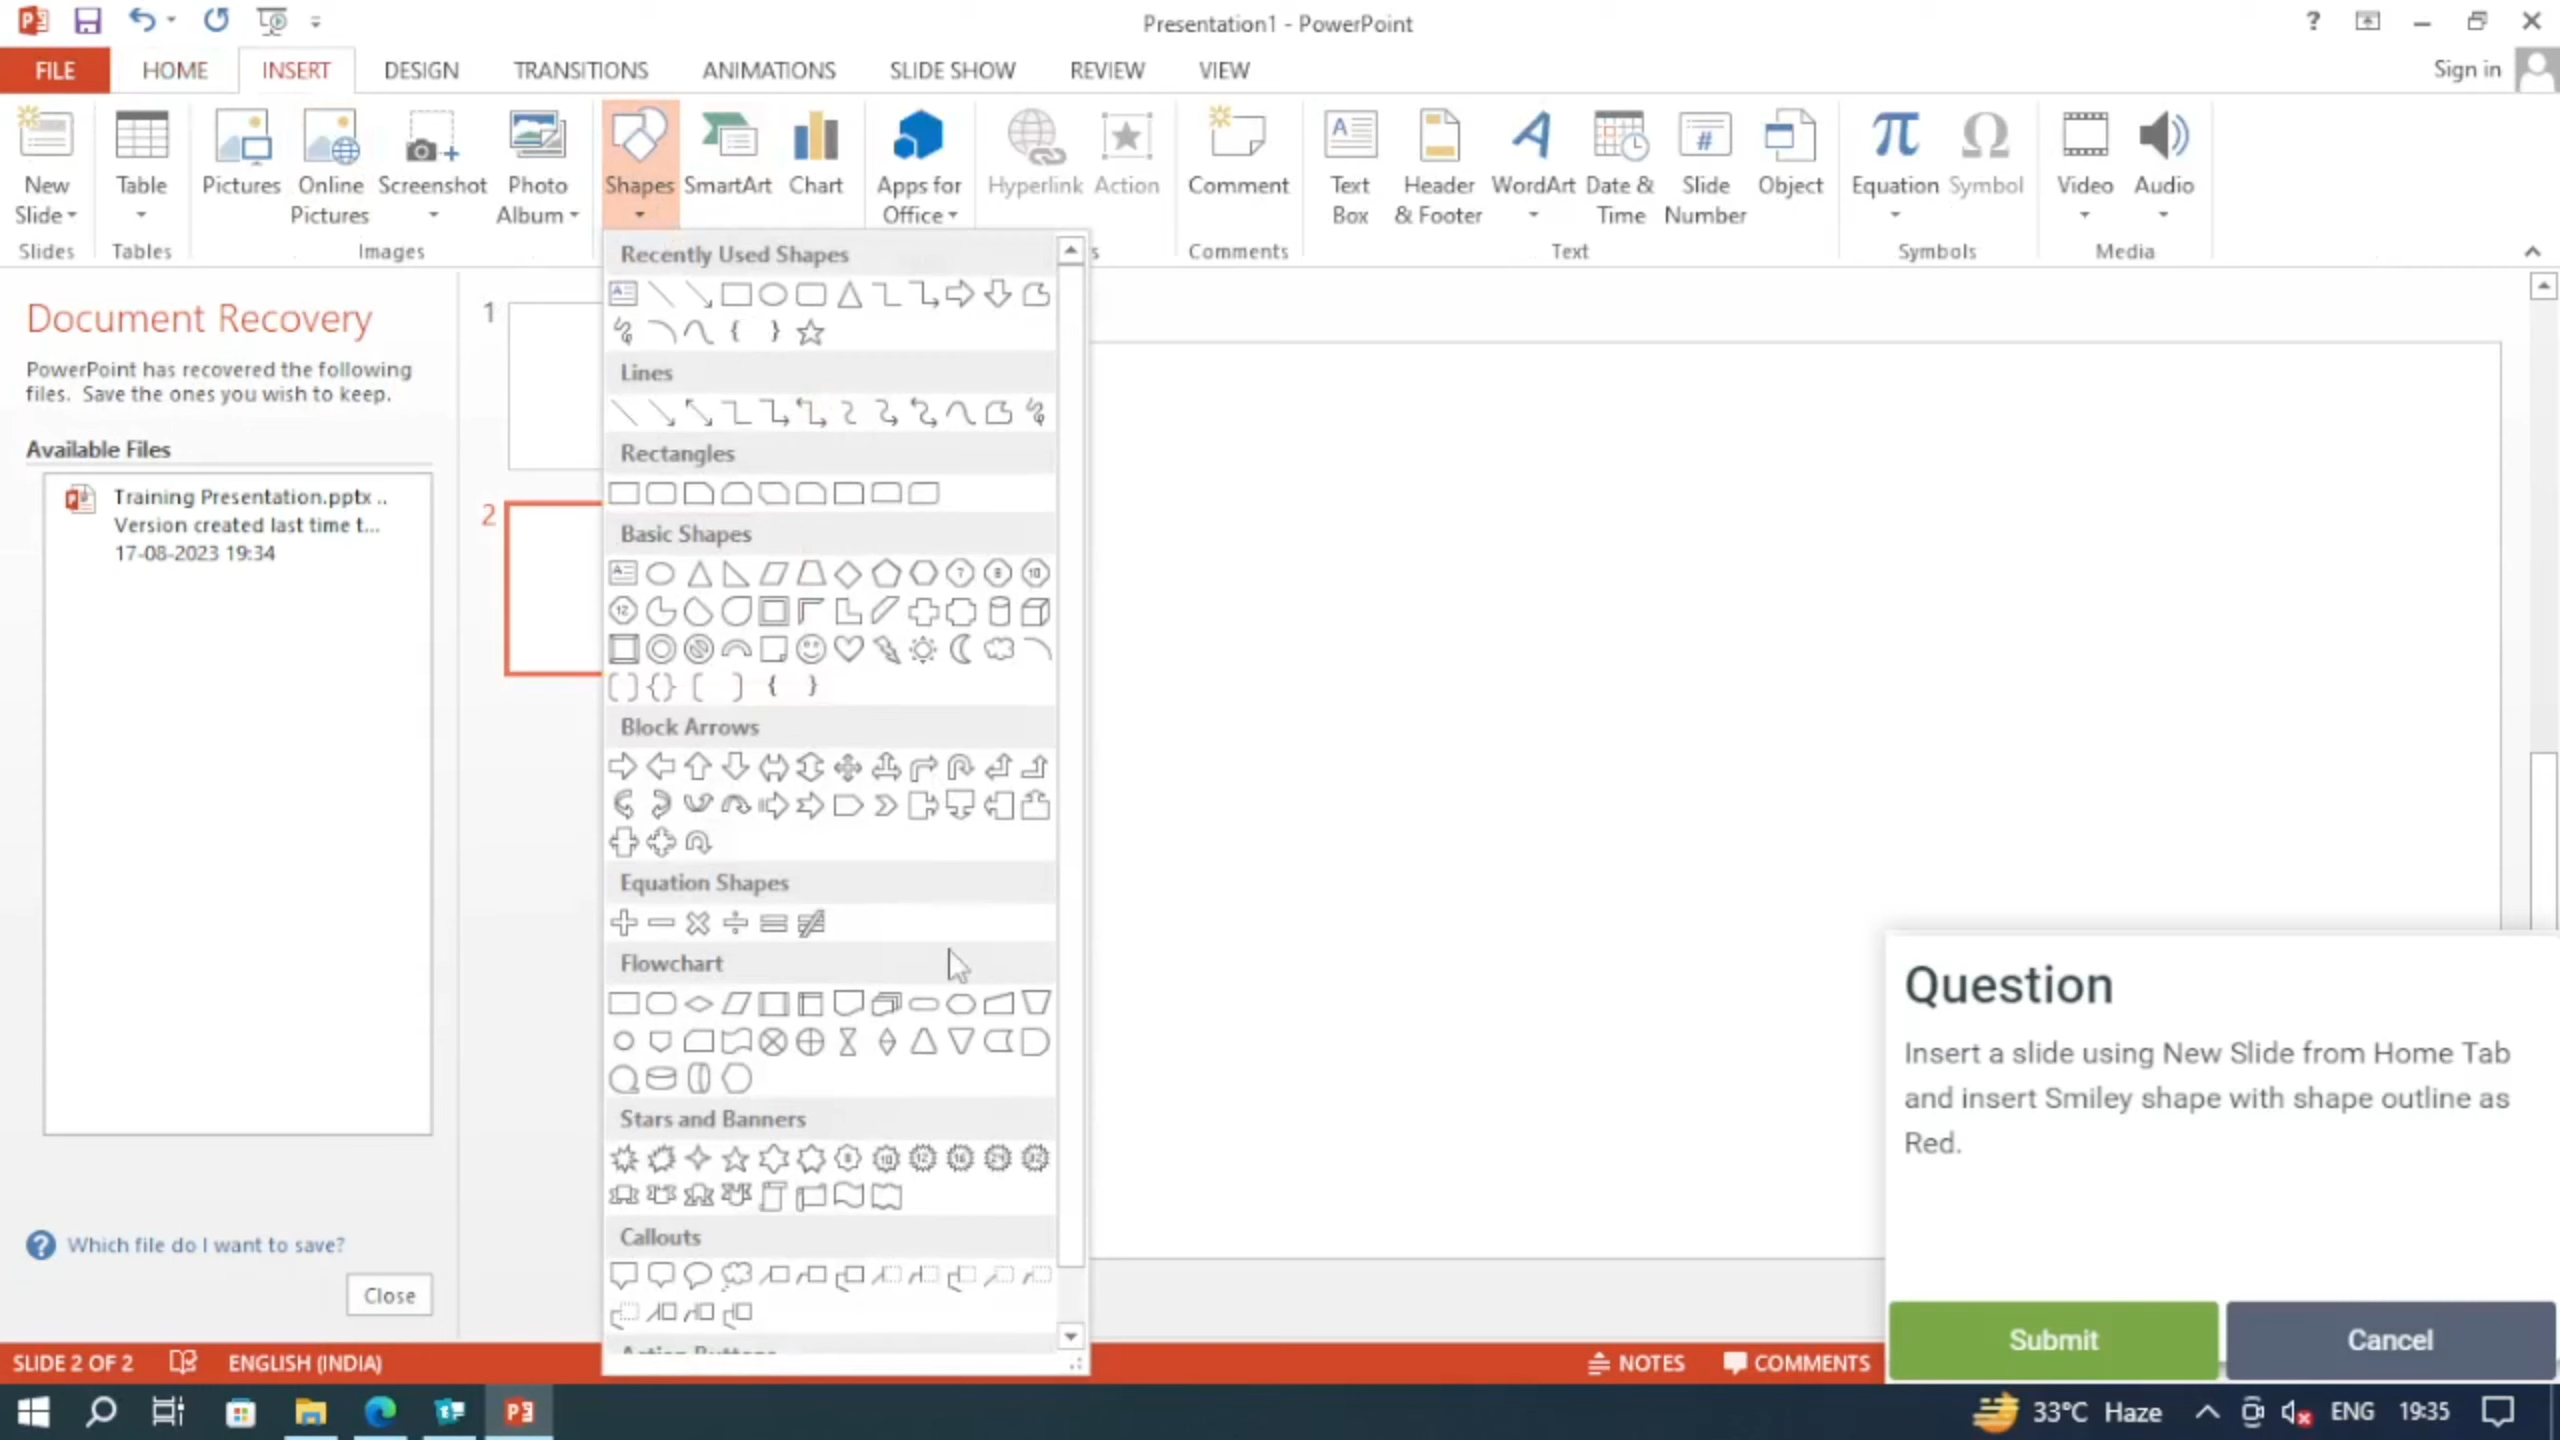 Presentation1 - PowerPoint
?
FILE HOME INSERT DESIGN TRANSITIONS ANIMATIONS SLIDE SHOW REVIEW VIEW Sign in
New Slide
Table
Pictures
Online Pictures
Screenshot
Photo Album
Shapes
SmartArt
Chart
Apps for Office
Hyperlink
Action
Comment
Text Box
Header & Footer
WordArt
Date & Time
Slide Number
Object
Equation
Symbol
Video
Audio
Slides Tables Images s Comments Text Symbols Media
Document Recovery
PowerPoint has recovered the following
files. Save the ones you wish to keep.
Available Files
Training Presentation.pptx ..
Version created last time t...
17-08-2023 19:34
Which file do I want to save?
Close
1
2
Recently Used Shapes
Lines
Rectangles
Basic Shapes
Block Arrows
Equation Shapes
Flowchart
Stars and Banners
Callouts
Action Buttons
Question
Insert a slide using New Slide from Home Tab
and insert Smiley shape with shape outline as
Red.
Submit Cancel
SLIDE 2 OF 2 ENGLISH (INDIA) NOTES COMMENTS
33°C Haze ENG 19:35